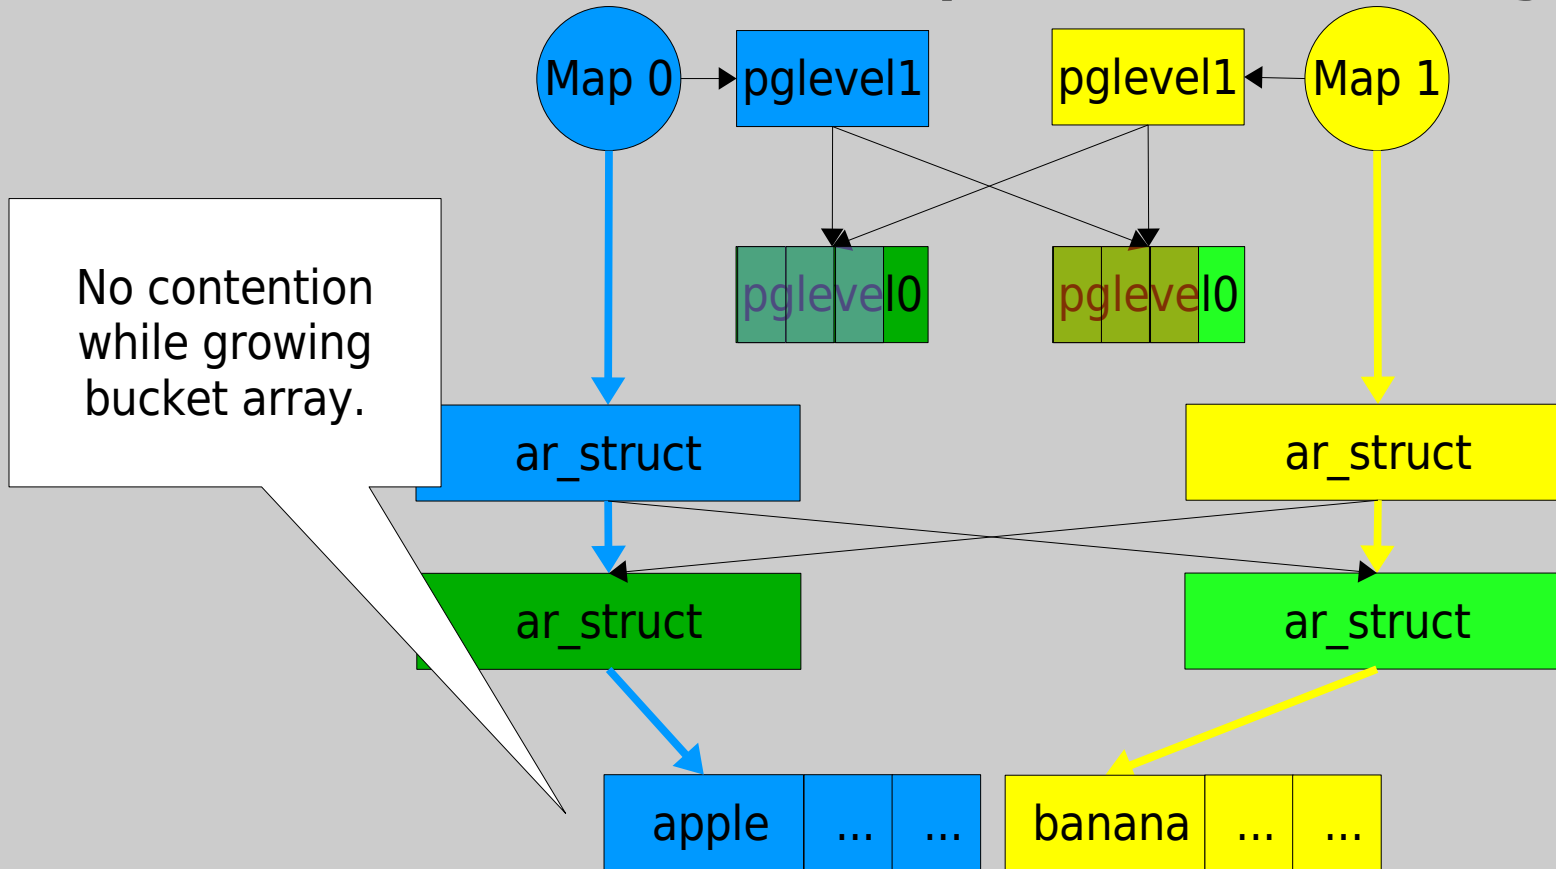 Map 0
pglevel1
pglevel1
Map 1
No contention
while growing
bucket array.
pglevel0
pglevel0
ar_struct
ar_struct
ar_struct
ar_struct
apple
...
...
banana
...
...